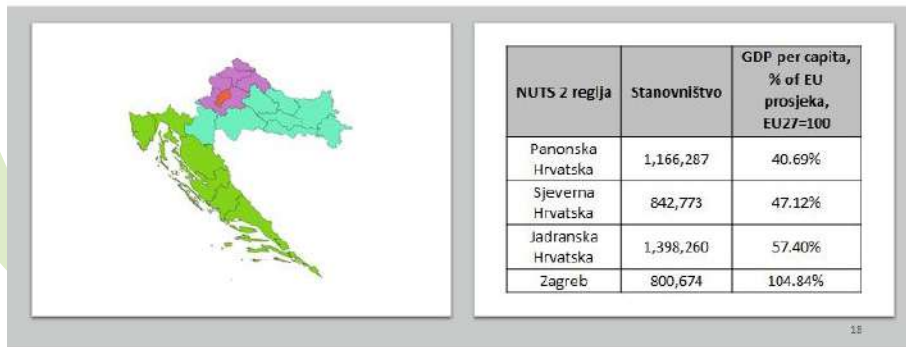 NUTS 2 regija
Stanovništvo
GDP per capita,
% of EU
prosjeka,
EU27=100
Panonska
Hrvatska
1,166,287
40.69%
Sjeverna
Hrvatska
842,773
47.12%
Jadranska
Hrvatska
1,398,260
57.40%
Zagreb
800,674
104.84%
18